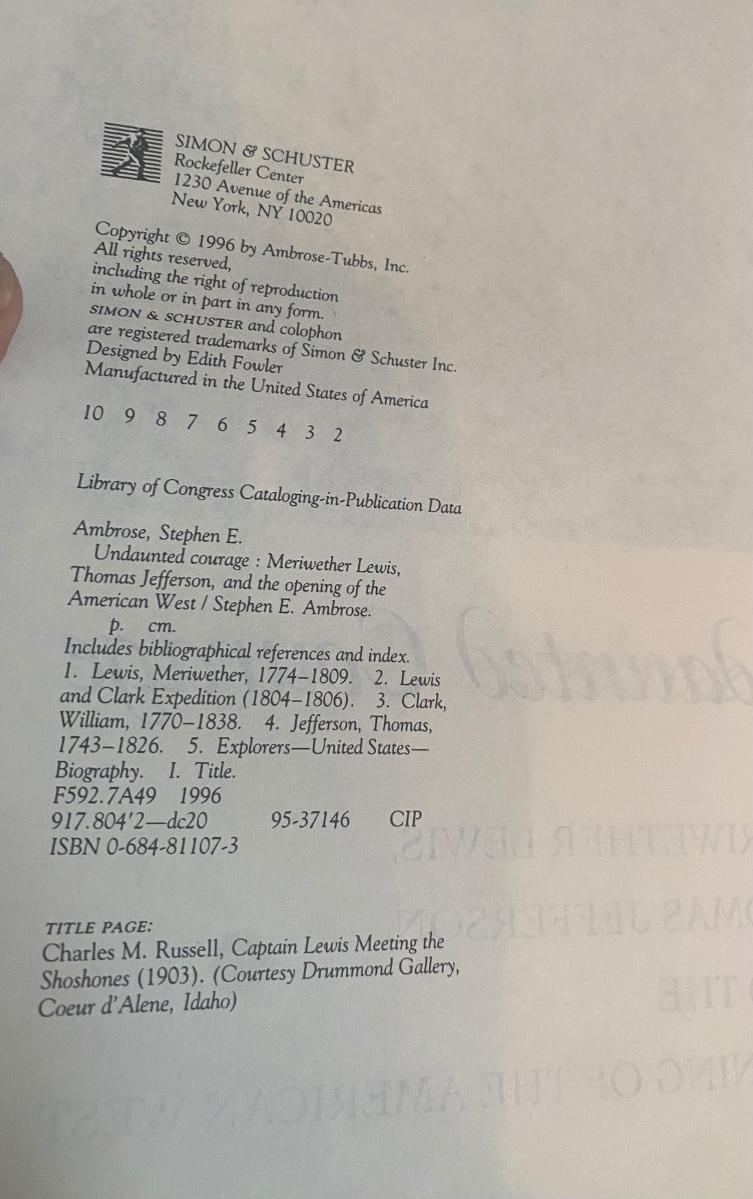 SIMON & SCHUSTER
Rockefeller Center
1230 Avenue of the Americas
New York, NY 10020
Copyright © 1996 by Ambrose-Tubbs, Inc.
All rights reserved,
including the right of reproduction
in whole or in part in any form.
SIMON & SCHUSTER and colophon
are registered trademarks of Simon & Schuster Inc.
Designed by Edith Fowler
Manufactured in the United States of America
10 9 8 7 6 5 4 3 2
Library of Congress Cataloging-in-Publication Data
Ambrose, Stephen E.
Undaunted courage : Meriwether Lewis,
Thomas Jefferson, and the opening of the
American West / Stephen E. Ambrose.
p. cm.
Includes bibliographical references and index.
1. Lewis, Meriwether, 1774–1809. 2. Lewis
and Clark Expedition (1804–1806). 3. Clark,
William, 1770–1838. 4. Jefferson, Thomas,
1743–1826. 5. Explorers—United States—
Biography. I. Title.
F592.7A49 1996
917.804'2—dc20 95-37146 CIP
ISBN 0-684-81107-3
TITLE PAGE:
Charles M. Russell, Captain Lewis Meeting the
Shoshones (1903). (Courtesy Drummond Gallery,
Coeur d'Alene, Idaho)